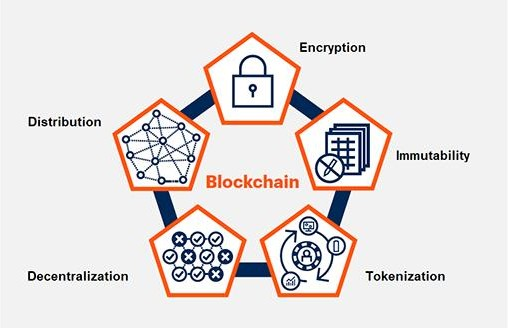 Encryption
Distribution
Immutability
Blockchain
Decentralization
Tokenization